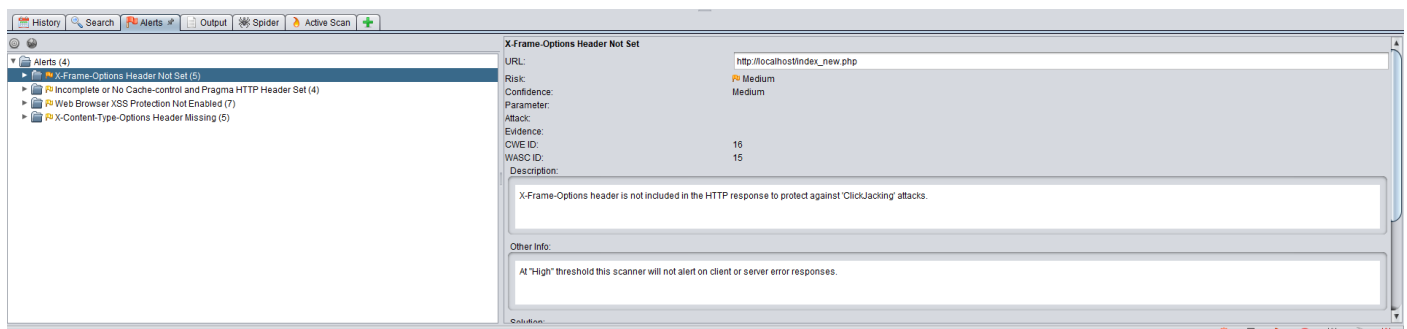 History Search Alerts Output Spider Active Scan
Alerts (4)
X-Frame-Options Header Not Set (5)
Incomplete or No Cache-control and Pragma HTTP Header Set (4)
Web Browser XSS Protection Not Enabled (7)
X-Content-Type-Options Header Missing (5)
X-Frame-Options Header Not Set
URL: http://localhost/index_new.php
Risk: Medium
Confidence: Medium
Parameter:
Attack:
Evidence:
CWE ID: 16
WASC ID: 15
Description:
X-Frame-Options header is not included in the HTTP response to protect against 'ClickJacking' attacks.
Other Info:
At "High" threshold this scanner will not alert on client or server error responses.
Solution: